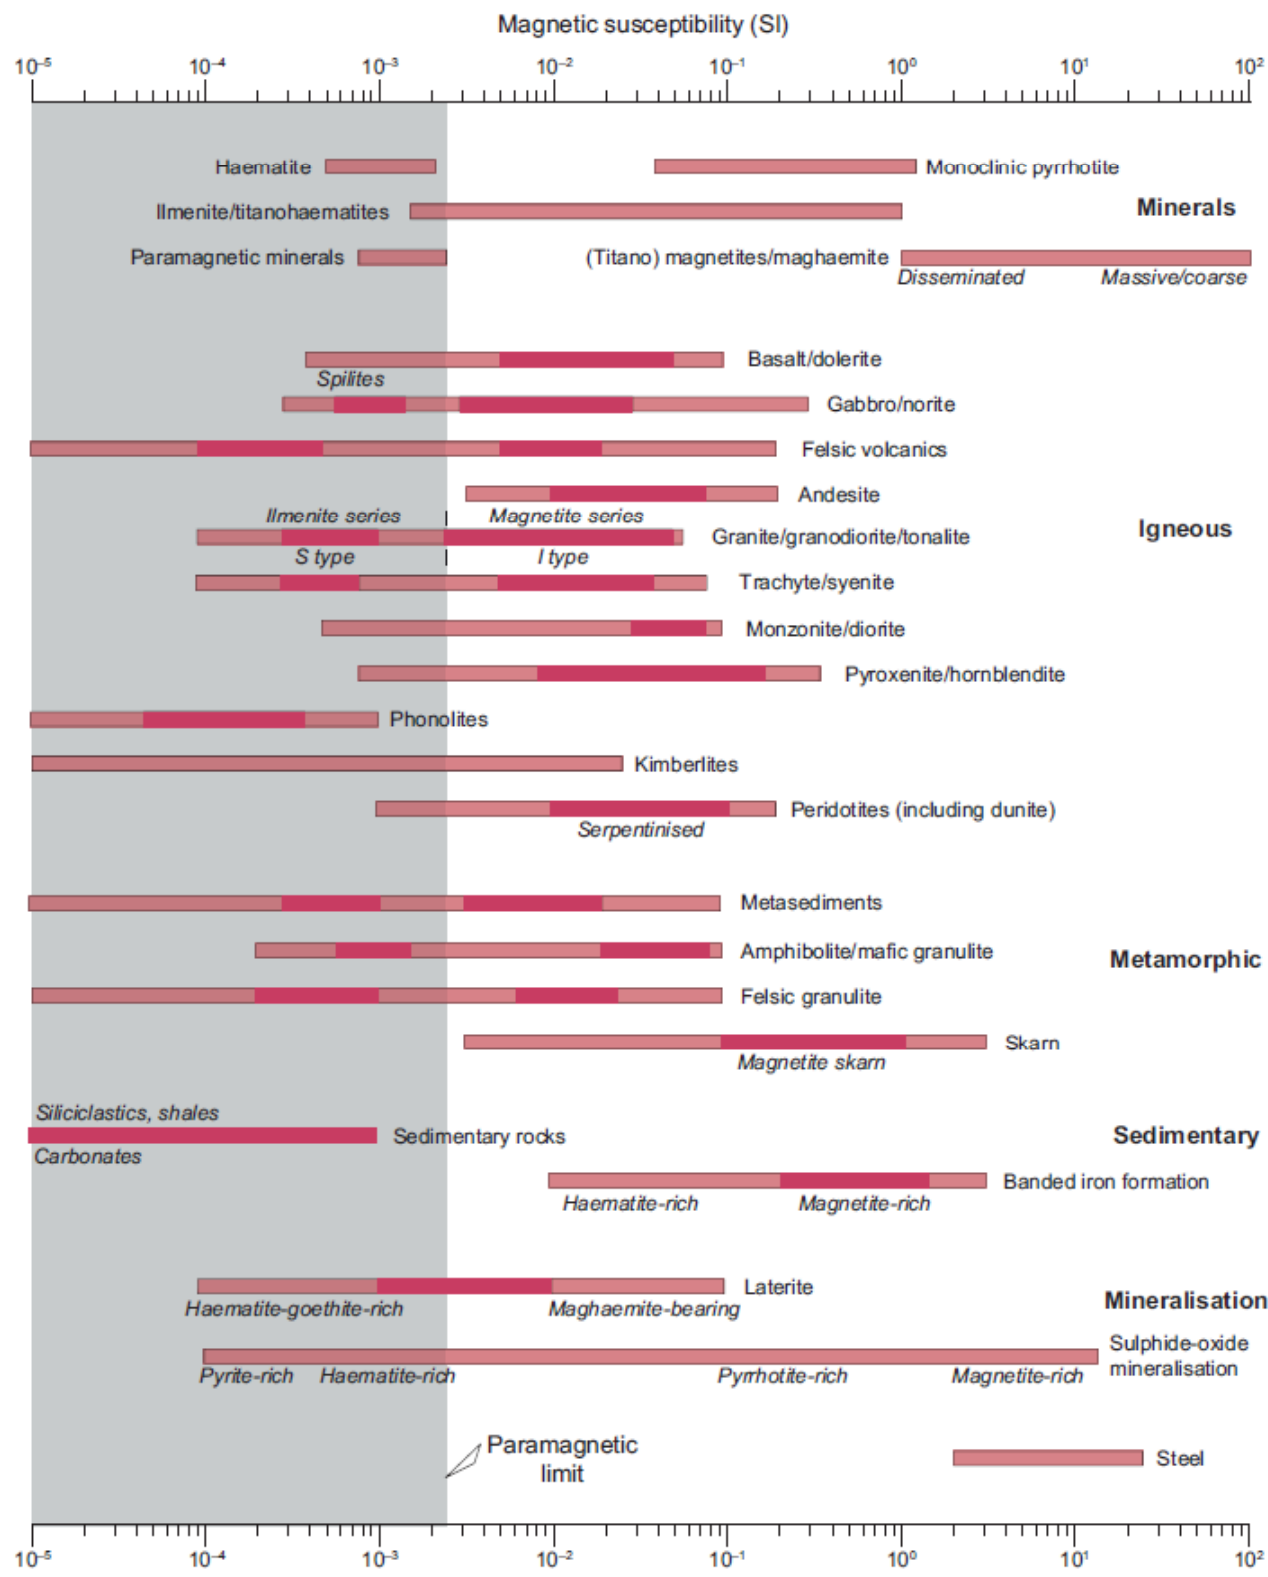 Magnetic susceptibility (SI)
10⁻⁵ 10⁻⁴ 10⁻³ 10⁻² 10⁻¹ 10⁰ 10¹ 10²
Haematite
Monoclinic pyrrhotite
Ilmenite/titanohaematites
Minerals
Paramagnetic minerals
(Titano) magnetites/maghaemite
Disseminated
Massive/coarse
Basalt/dolerite
Spilites
Gabbro/norite
Felsic volcanics
Andesite
Ilmenite series
Magnetite series
Igneous
Granite/granodiorite/tonalite
S type
I type
Trachyte/syenite
Monzonite/diorite
Pyroxenite/hornblendite
Phonolites
Kimberlites
Peridotites (including dunite)
Serpentinised
Metasediments
Amphibolite/mafic granulite
Metamorphic
Felsic granulite
Skarn
Magnetite skarn
Siliciclastics, shales
Sedimentary rocks
Sedimentary
Carbonates
Banded iron formation
Haematite-rich
Magnetite-rich
Laterite
Haematite-goethite-rich
Maghaemite-bearing
Mineralisation
Sulphide-oxide
mineralisation
Pyrite-rich
Haematite-rich
Pyrrhotite-rich
Magnetite-rich
Paramagnetic
limit
Steel
10⁻⁵ 10⁻⁴ 10⁻³ 10⁻² 10⁻¹ 10⁰ 10¹ 10²